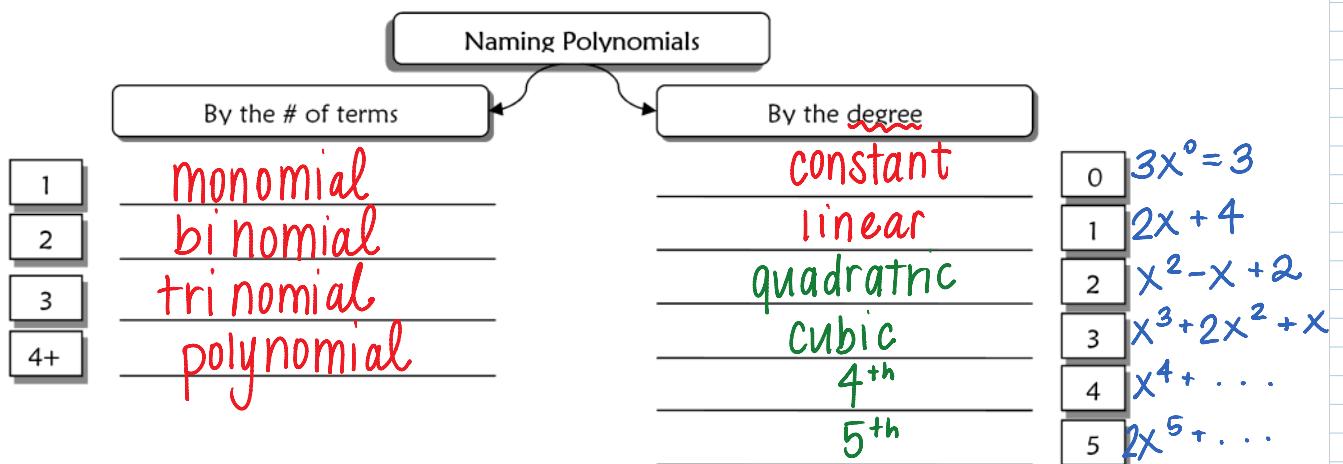 Naming Polynomials
By the # of terms
By the degree
1 monomial
2 binomial
3 trinomial
4+ polynomial
constant 0 3x⁰ = 3
linear 1 2x + 4
quadratric 2 x² - x + 2
cubic 3 x³ + 2x² + x
4th 4 x⁴ + . . .
5th 5 2x⁵ + . . .